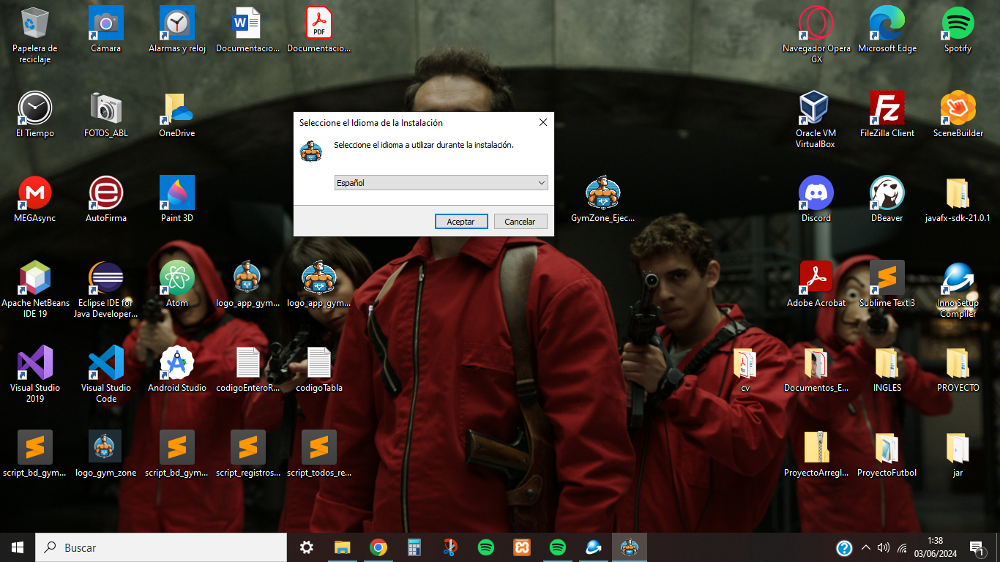 Papelera de
reciclaje
Cámara
Alarmas y reloj
Documentacio...
PDF
Documentacio...
Navegador Opera
GX
Microsoft Edge
Spotify
El Tiempo
FOTOS_ABL
OneDrive
Seleccione el Idioma de la Instalación
Seleccione el idioma a utilizar durante la instalación.
Español
Aceptar
Cancelar
Oracle VM
VirtualBox
FileZilla Client
SceneBuilder
MEGAsync
AutoFirma
Paint 3D
GymZone_Ejec...
Discord
DBeaver
javafx-sdk-21.0.1
Apache NetBeans
IDE 19
Eclipse IDE for
Java Developer...
Atom
logo_app_gym...
logo_app_gym...
Adobe Acrobat
Sublime Text 3
Inno Setup
Compiler
Visual Studio
2019
Visual Studio
Code
Android Studio
codigoEnteroR...
codigoTabla
cv
Documentos_E...
INGLES
PROYECTO
script_bd_gym...
logo_gym_zone
script_bd_gym...
script_registros...
script_todos_re...
ProyectoArregl...
ProyectoFutbol
jar
Buscar
1:38
03/06/2024
1